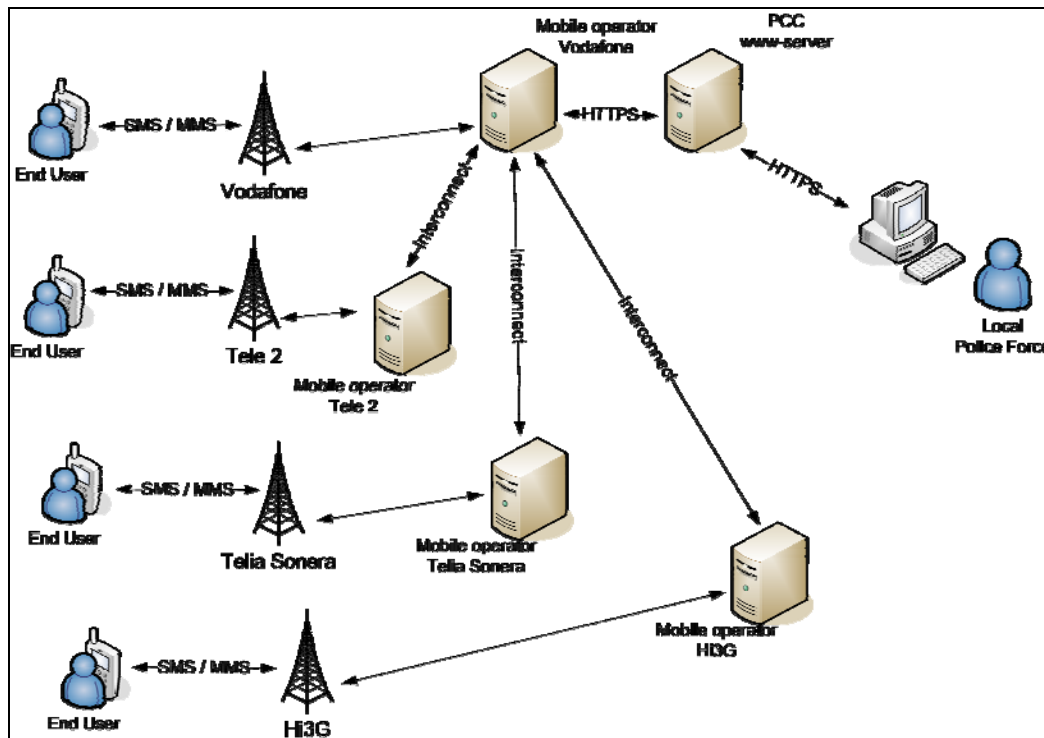 Mobile operator
Vodafone
PCC
www-server
SMS / MMS
HTTPS
End User
Vodafone
HTTPS
Interconnect
SMS / MMS
Interconnect
Interconnect
End User
Tele 2
Mobile operator
Tele 2
Local
Police Force
SMS / MMS
End User
Telia Sonera
Mobile operator
Telia Sonera
SMS / MMS
Mobile operator
HI3G
End User
Hi3G